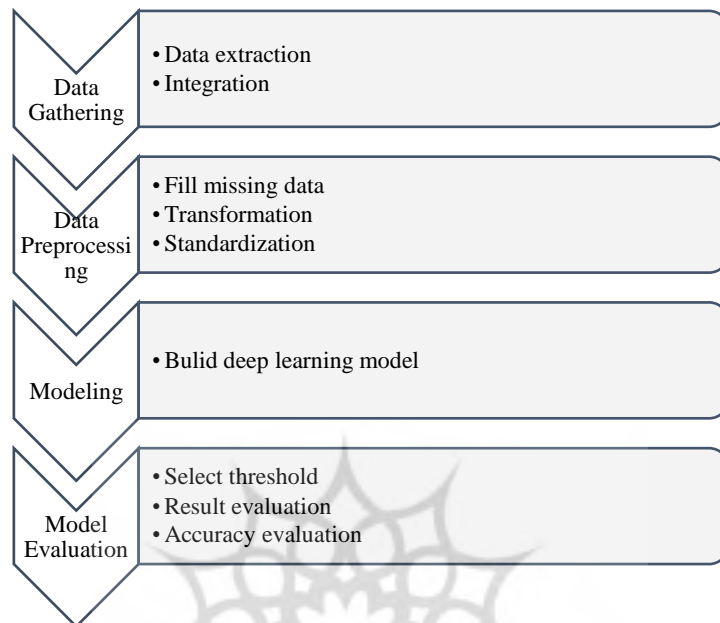 Data
Gathering
• Data extraction
• Integration
Data
Preprocessi
ng
• Fill missing data
• Transformation
• Standardization
Modeling
• Bulid deep learning model
Model
Evaluation
• Select threshold
• Result evaluation
• Accuracy evaluation